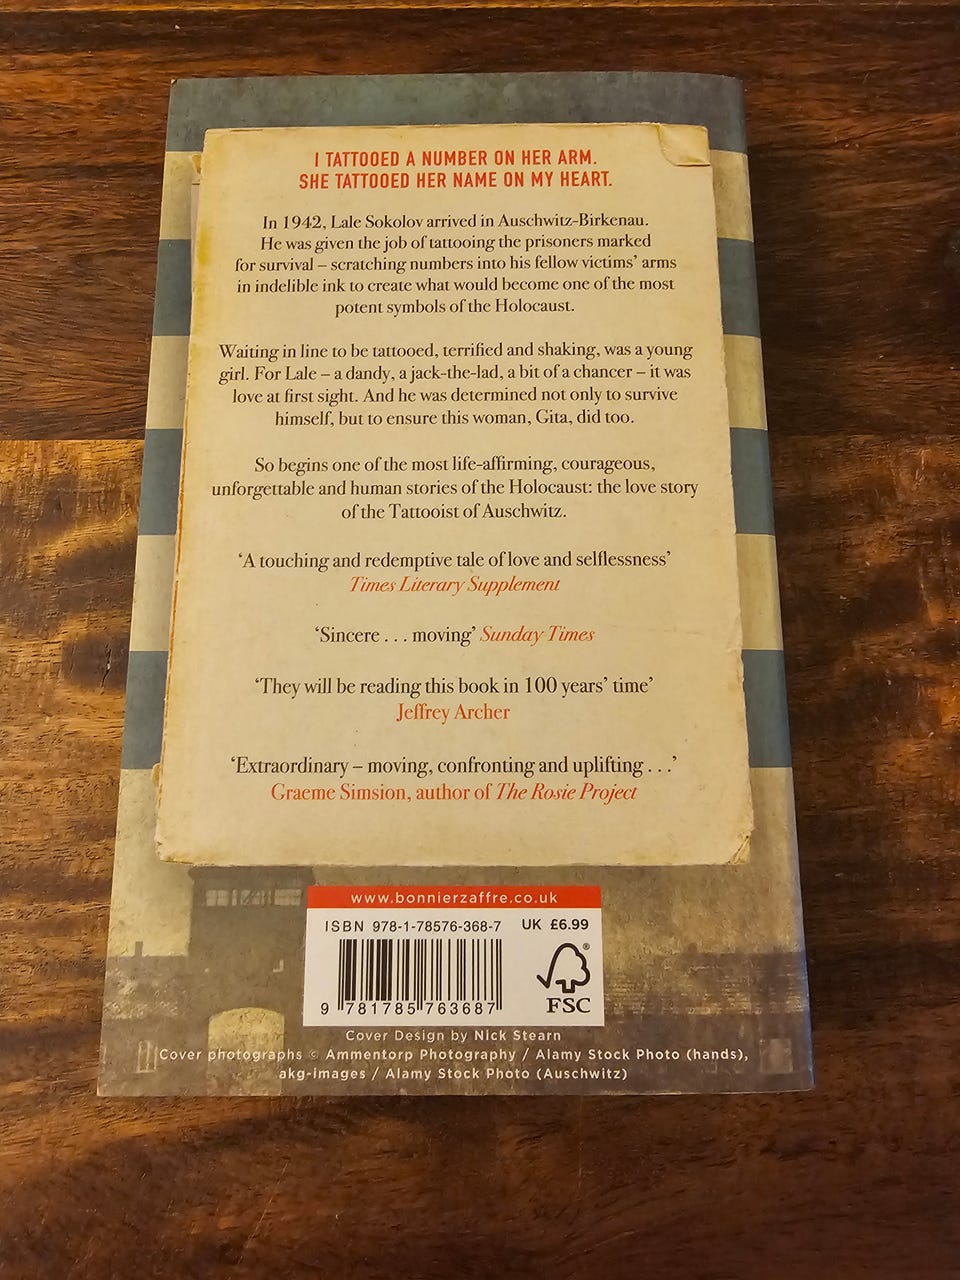 I TATTOOED A NUMBER ON HER ARM.
SHE TATTOOED HER NAME ON MY HEART.
In 1942, Lale Sokolov arrived in Auschwitz-Birkenau.
He was given the job of tattooing the prisoners marked
for survival – scratching numbers into his fellow victims’ arms
in indelible ink to create what would become one of the most
potent symbols of the Holocaust.
Waiting in line to be tattooed, terrified and shaking, was a young
girl. For Lale – a dandy, a jack-the-lad, a bit of a chancer – it was
love at first sight. And he was determined not only to survive
himself, but to ensure this woman, Gita, did too.
So begins one of the most life-affirming, courageous,
unforgettable and human stories of the Holocaust: the love story
of the Tattooist of Auschwitz.
‘A touching and redemptive tale of love and selflessness’
Times Literary Supplement
‘Sincere . . . moving’ Sunday Times
‘They will be reading this book in 100 years’ time’
Jeffrey Archer
‘Extraordinary – moving, confronting and uplifting . . .’
Graeme Simsion, author of The Rosie Project
www.bonnierzaffre.co.uk
ISBN 978-1-78576-368-7 UK £6.99
®
FSC
9 781785 763687
Cover Design by Nick Stearn
Cover photographs © Ammentorp Photography / Alamy Stock Photo (hands),
akg-images / Alamy Stock Photo (Auschwitz)